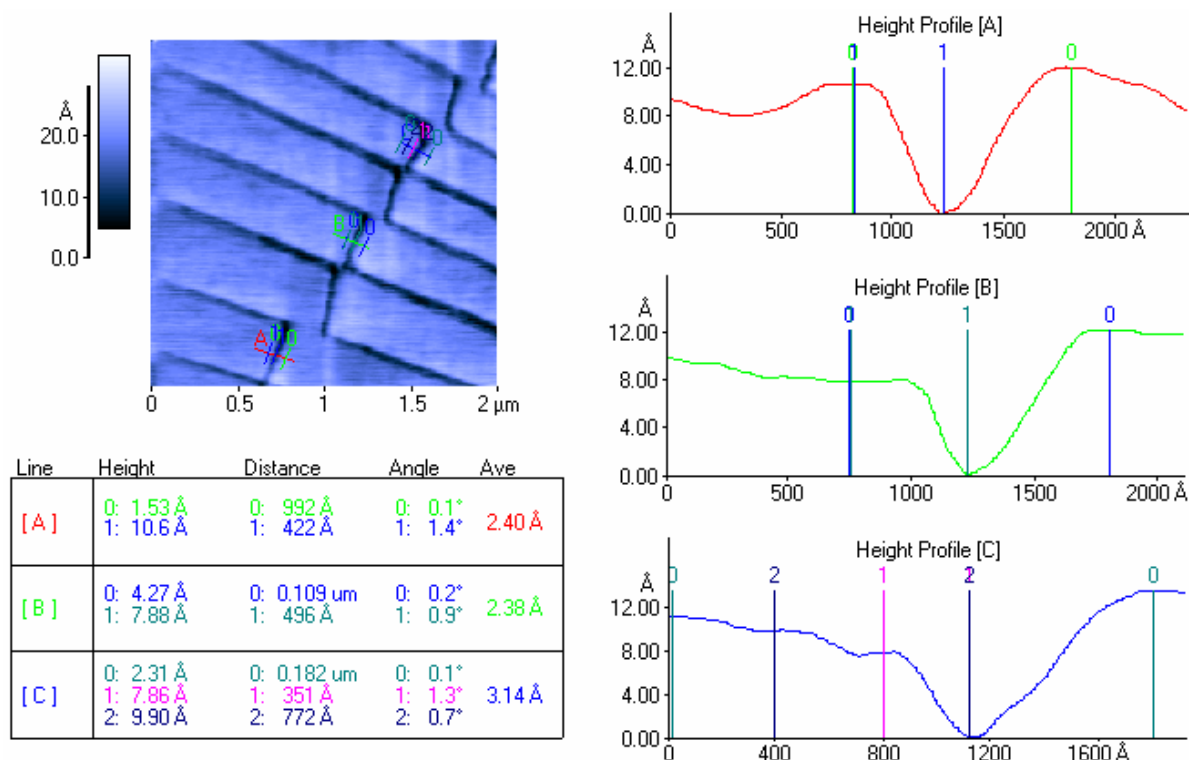 Å
20.0
10.0
0.0
A
0
B
0
0
1
2
0
0 0.5 1 1.5 2 µm
Line Height Distance Angle Ave
[ A ] 0: 1.53 Å 0: 992 Å 0: 0.1° 2.40 Å
1: 10.6 Å 1: 422 Å 1: 1.4°
[ B ] 0: 4.27 Å 0: 0.109 um 0: 0.2° 2.38 Å
1: 7.88 Å 1: 496 Å 1: 0.9°
[ C ] 0: 2.31 Å 0: 0.182 um 0: 0.1° 3.14 Å
1: 7.86 Å 1: 351 Å 1: 1.3°
2: 9.90 Å 2: 772 Å 2: 0.7°
Height Profile [A]
Å
0 1 0
12.00
8.00
4.00
0.00
0 500 1000 1500 2000 Å
Height Profile [B]
Å
0 1 0
12.00
8.00
4.00
0.00
0 500 1000 1500 2000 Å
Height Profile [C]
Å
0 2 1 2 0
12.00
8.00
4.00
0.00
0 400 800 1200 1600 Å